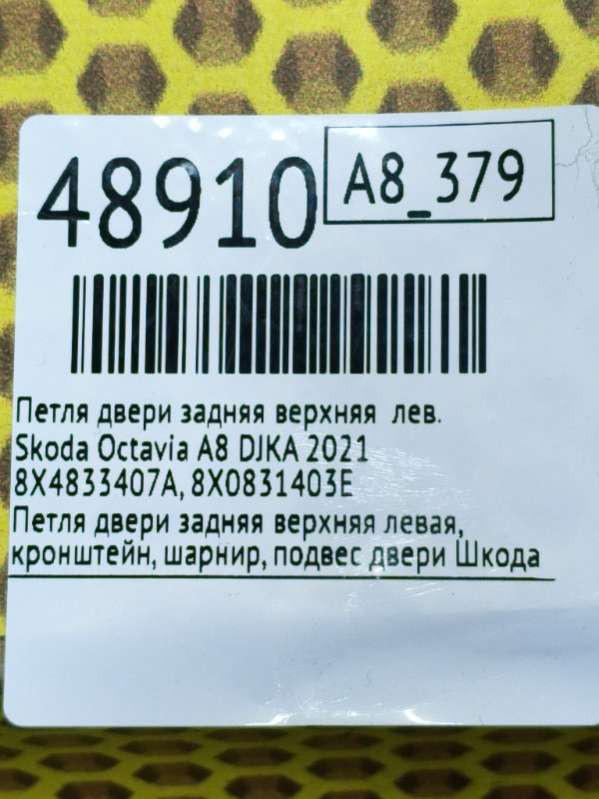 48910
A8_379
Петля двери задняя верхняя лев.
Skoda Octavia A8 DJKA 2021
8X4833407A, 8X0831403E
Петля двери задняя верхняя левая,
кронштейн, шарнир, подвес двери Шкода